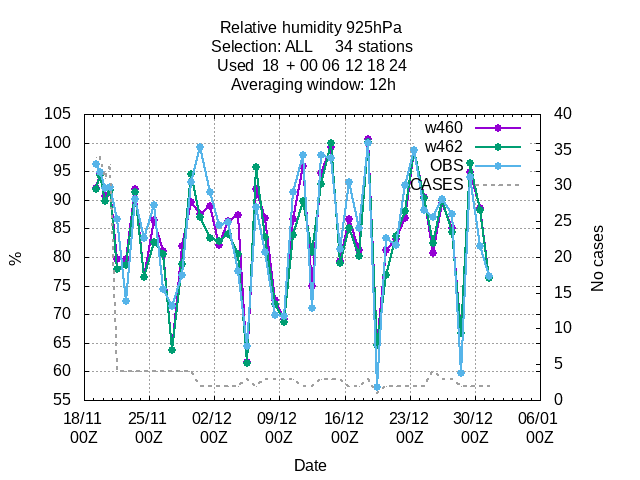 Relative humidity 925hPa
Selection: ALL     34 stations
Used  18  + 00 06 12 18 24
Averaging window: 12h
w460
w462
OBS
CASES
105
100
95
90
85
80
75
70
65
60
55
%
40
35
30
25
20
15
10
5
0
No cases
18/11 25/11 02/12 09/12 16/12 23/12 30/12 06/01
00Z 00Z 00Z 00Z 00Z 00Z 00Z 00Z
Date